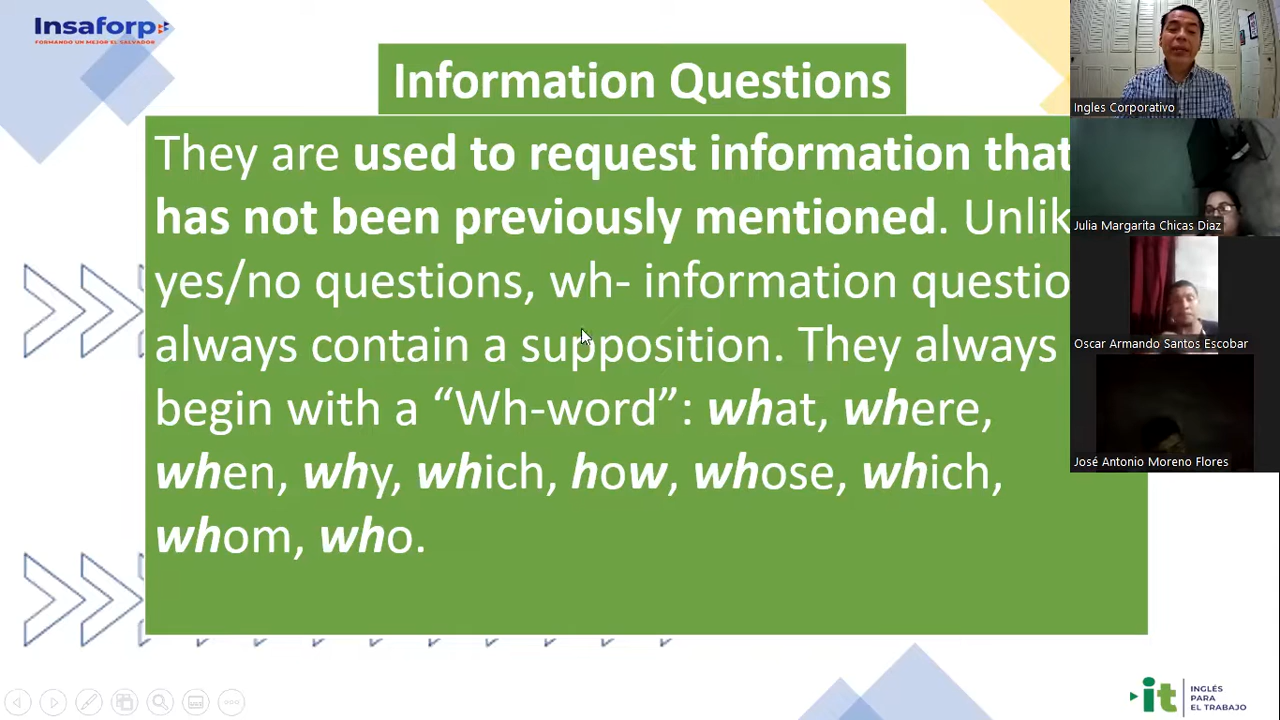 Insaforp
FORMANDO UN MEJOR EL SALVADOR
Information Questions
They are used to request information that
has not been previously mentioned. Unlik
yes/no questions, wh- information questio
always contain a supposition. They always
begin with a “Wh-word”: what, where,
when, why, which, how, whose, which,
whom, who.
Ingles Corporativo
Julia Margarita Chicas Diaz
Oscar Armando Santos Escobar
José Antonio Moreno Flores
it
INGLÉS
PARA
EL TRABAJO